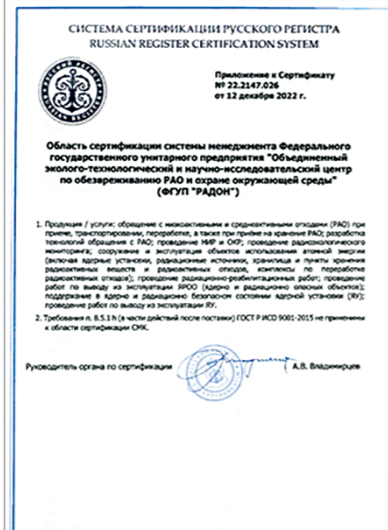 СИСТЕМА СЕРТИФИКАЦИИ РУССКОГО РЕГИСТРА
RUSSIAN REGISTER CERTIFICATION SYSTEM
Приложение к Сертификату
№ 22.2147.026
от 12 декабря 2022 г.
Область сертификации системы менеджмента Федерального
государственного унитарного предприятия "Объединенный
эколого-технологический и научно-исследовательский центр
по обезвреживанию РАО и охране окружающей среды"
(ФГУП "РАДОН")
1. Продукция / услуги: обращение с низкоактивными и среднеактивными отходами (РАО) при
приеме, транспортировании, переработке, а также при приёме на хранение РАО; разработка
технологий обращения с РАО; проведение НИР и ОКР; проведение радиоэкологического
мониторинга; сооружение и эксплуатация объектов использования атомной энергии
(включая ядерные установки, радиационные источники, хранилища и пункты хранения
радиоактивных веществ и радиоактивных отходов, комплексы по переработке
радиоактивных отходов); проведение радиационно-реабилитационных работ; проведение
работ по выводу из эксплуатации ЯРОО (ядерно и радиационно опасных объектов);
поддержание в ядерно и радиационно безопасном состоянии ядерной установки (ЯУ);
проведение работ по выводу из эксплуатации ЯУ.
2. Требования п. 8.5.1 h (в части действий после поставки) ГОСТ Р ИСО 9001-2015 не применимы
к области сертификации СМК.
Руководитель органа по сертификации
А.В. Владимирцев